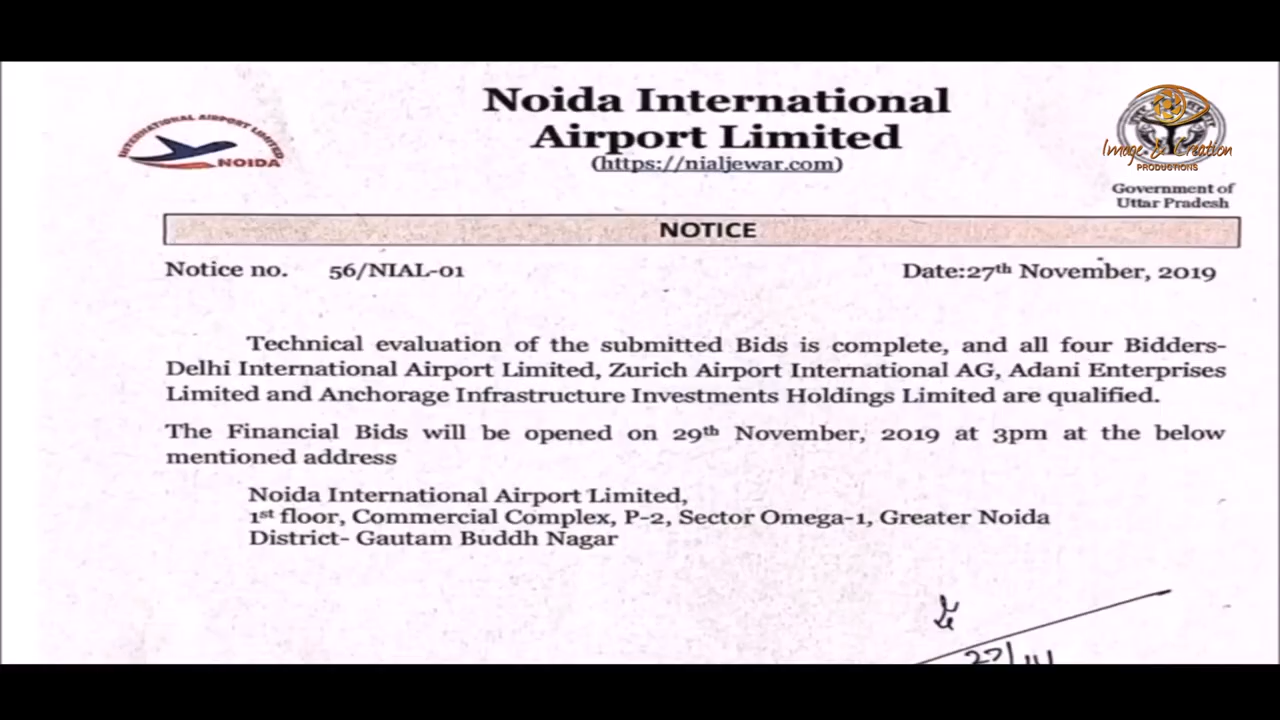 Noida International
Airport Limited
(https://nialjewar.com)
INTERNATIONAL AIRPORT LIMITED
NOIDA
Image & Creation
PRODUCTIONS
Government of
Uttar Pradesh
NOTICE
Notice no. 56/NIAL-01 Date:27th November, 2019
Technical evaluation of the submitted Bids is complete, and all four Bidders-
Delhi International Airport Limited, Zurich Airport International AG, Adani Enterprises
Limited and Anchorage Infrastructure Investments Holdings Limited are qualified.
The Financial Bids will be opened on 29th November, 2019 at 3pm at the below
mentioned address
Noida International Airport Limited,
1st floor, Commercial Complex, P-2, Sector Omega-1, Greater Noida
District- Gautam Buddh Nagar